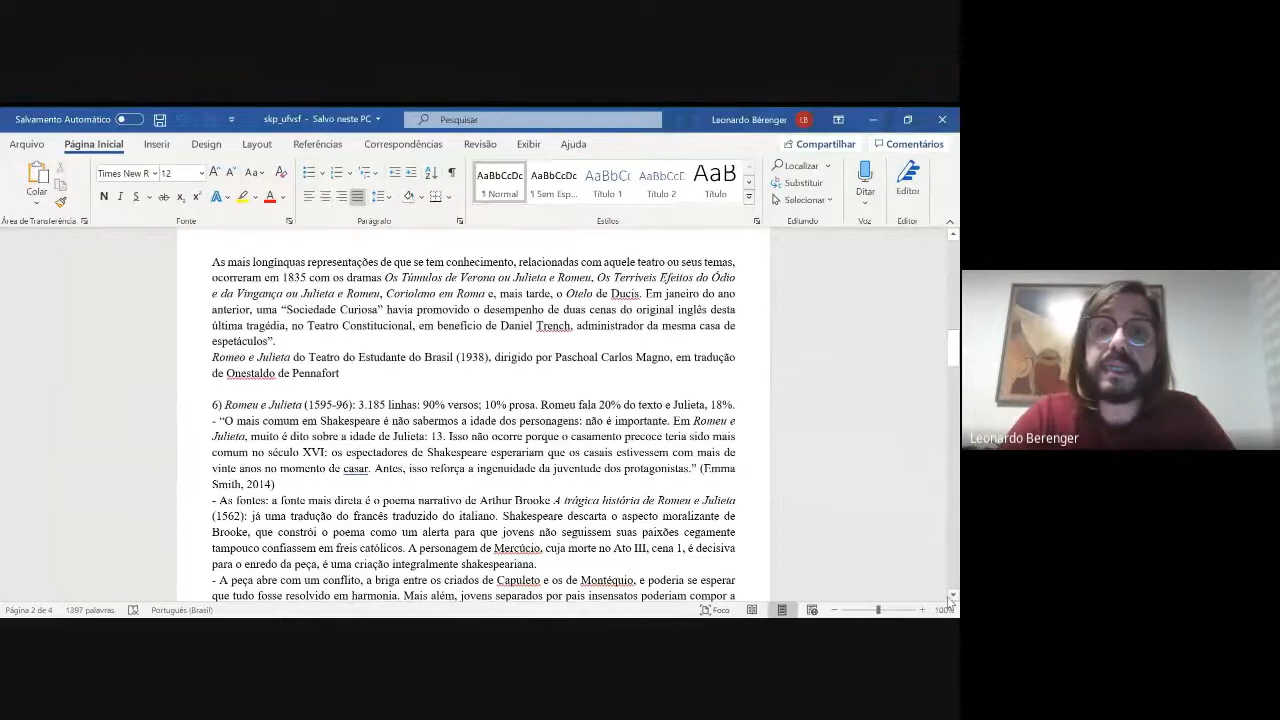 Salvamento Automático
skp_ufvsf - Salvo neste PC
Pesquisar
Leonardo Bérenger
LB
Arquivo Página Inicial Inserir Design Layout Referências Correspondências Revisão Exibir Ajuda
Compartilhar Comentários
Colar
Times New R 12
N I S ab x₂ x²
AaBbCcDc AaBbCcDc AaBbCc AaBbCcD AaB
¶ Normal ¶ Sem Esp... Título 1 Título 2 Título
Localizar
Substituir
Selecionar
Ditar
Editor
Área de Transferência Fonte Parágrafo Estilos Editando Voz Editor
As mais longínquas representações de que se tem conhecimento, relacionadas com aquele teatro ou seus temas,
ocorreram em 1835 com os dramas Os Túmulos de Verona ou Julieta e Romeu, Os Terríveis Efeitos do Ódio
e da Vingança ou Julieta e Romeu, Coriolano em Roma e, mais tarde, o Otelo de Ducis. Em janeiro do ano
anterior, uma “Sociedade Curiosa” havia promovido o desempenho de duas cenas do original inglês desta
última tragédia, no Teatro Constitucional, em benefício de Daniel Trench, administrador da mesma casa de
espetáculos”.
Romeo e Julieta do Teatro do Estudante do Brasil (1938), dirigido por Paschoal Carlos Magno, em tradução
de Onestaldo de Pennafort
6) Romeu e Julieta (1595-96): 3.185 linhas: 90% versos; 10% prosa. Romeu fala 20% do texto e Julieta, 18%.
- “O mais comum em Shakespeare é não sabermos a idade dos personagens: não é importante. Em Romeu e
Julieta, muito é dito sobre a idade de Julieta: 13. Isso não ocorre porque o casamento precoce teria sido mais
comum no século XVI: os espectadores de Shakespeare esperariam que os casais estivessem com mais de
vinte anos no momento de casar. Antes, isso reforça a ingenuidade da juventude dos protagonistas.” (Emma
Smith, 2014)
- As fontes: a fonte mais direta é o poema narrativo de Arthur Brooke A trágica história de Romeu e Julieta
(1562): já uma tradução do francês traduzido do italiano. Shakespeare descarta o aspecto moralizante de
Brooke, que constrói o poema como um alerta para que jovens não seguissem suas paixões cegamente
tampouco confiassem em freis católicos. A personagem de Mercúcio, cuja morte no Ato III, cena 1, é decisiva
para o enredo da peça, é uma criação integralmente shakespeariana.
- A peça abre com um conflito, a briga entre os criados de Capuleto e os de Montéquio, e poderia se esperar
que tudo fosse resolvido em harmonia. Mais além, jovens separados por pais insensatos poderiam compor a
Página 2 de 4 1397 palavras Português (Brasil) Foco 100%
Leonardo Berenger